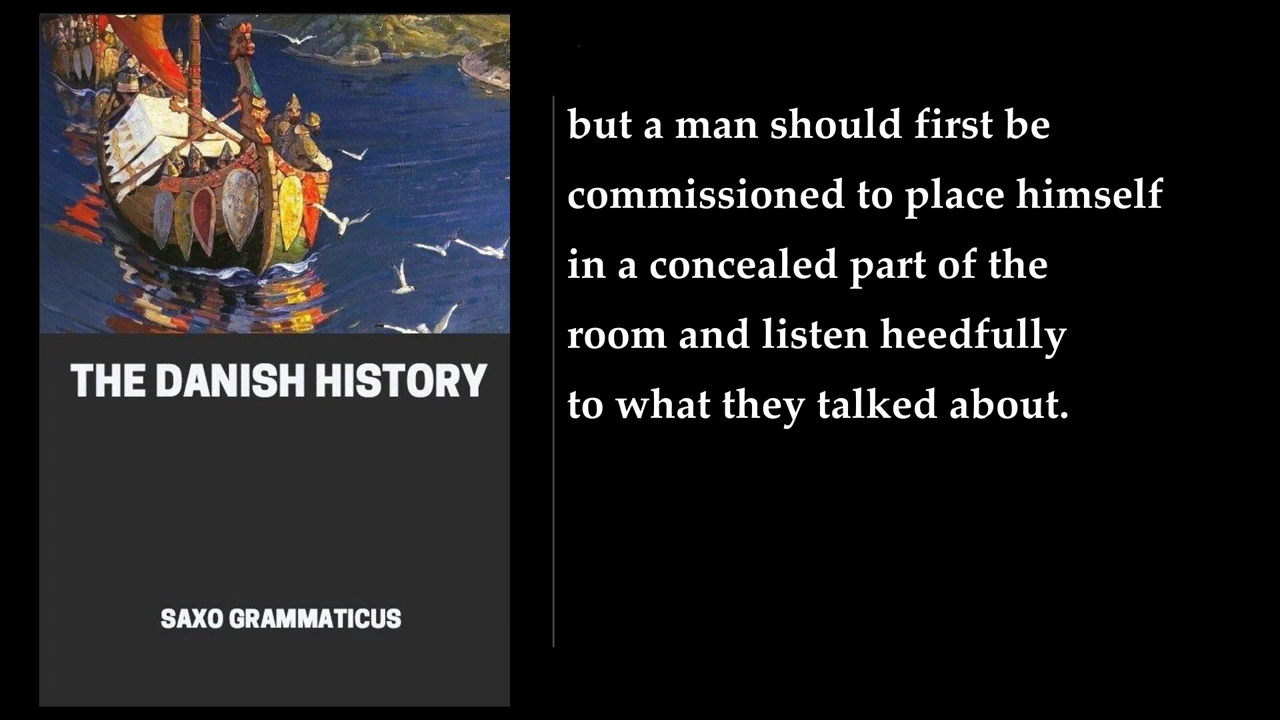 THE DANISH HISTORY
SAXO GRAMMATICUS
but a man should first be
commissioned to place himself
in a concealed part of the
room and listen heedfully
to what they talked about.